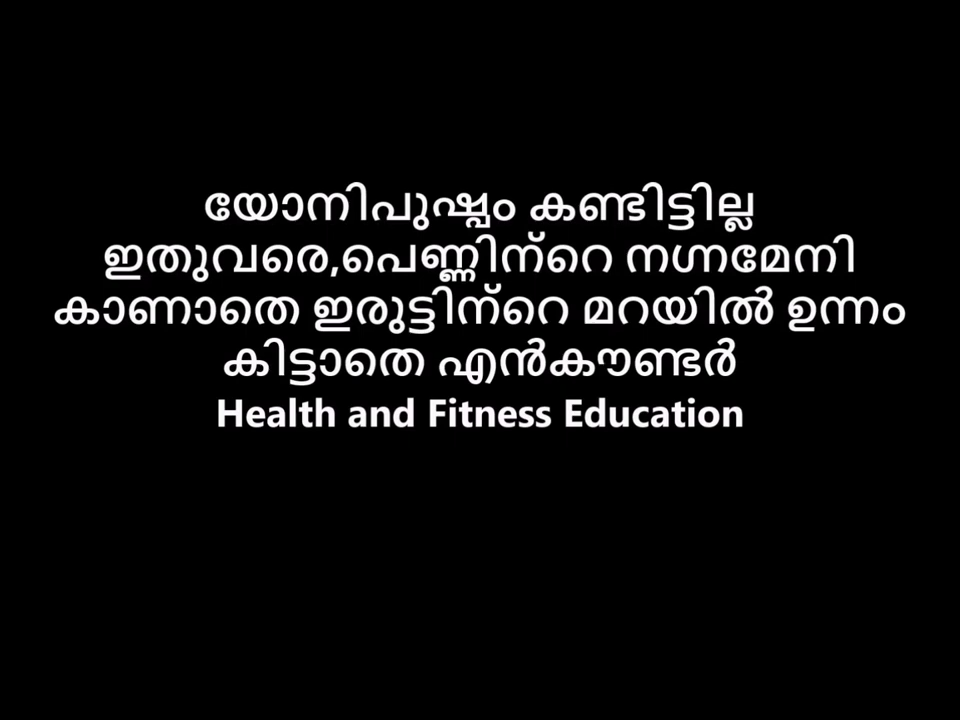 യോനിപുഷ്പം കണ്ടിട്ടില്ല
ഇതുവരെ,പെണ്ണിന്റെ നഗ്നമേനി
കാണാതെ ഇരുട്ടിന്റെ മറയിൽ ഉന്നം
കിട്ടാതെ എൻകൗണ്ടർ
Health and Fitness Education